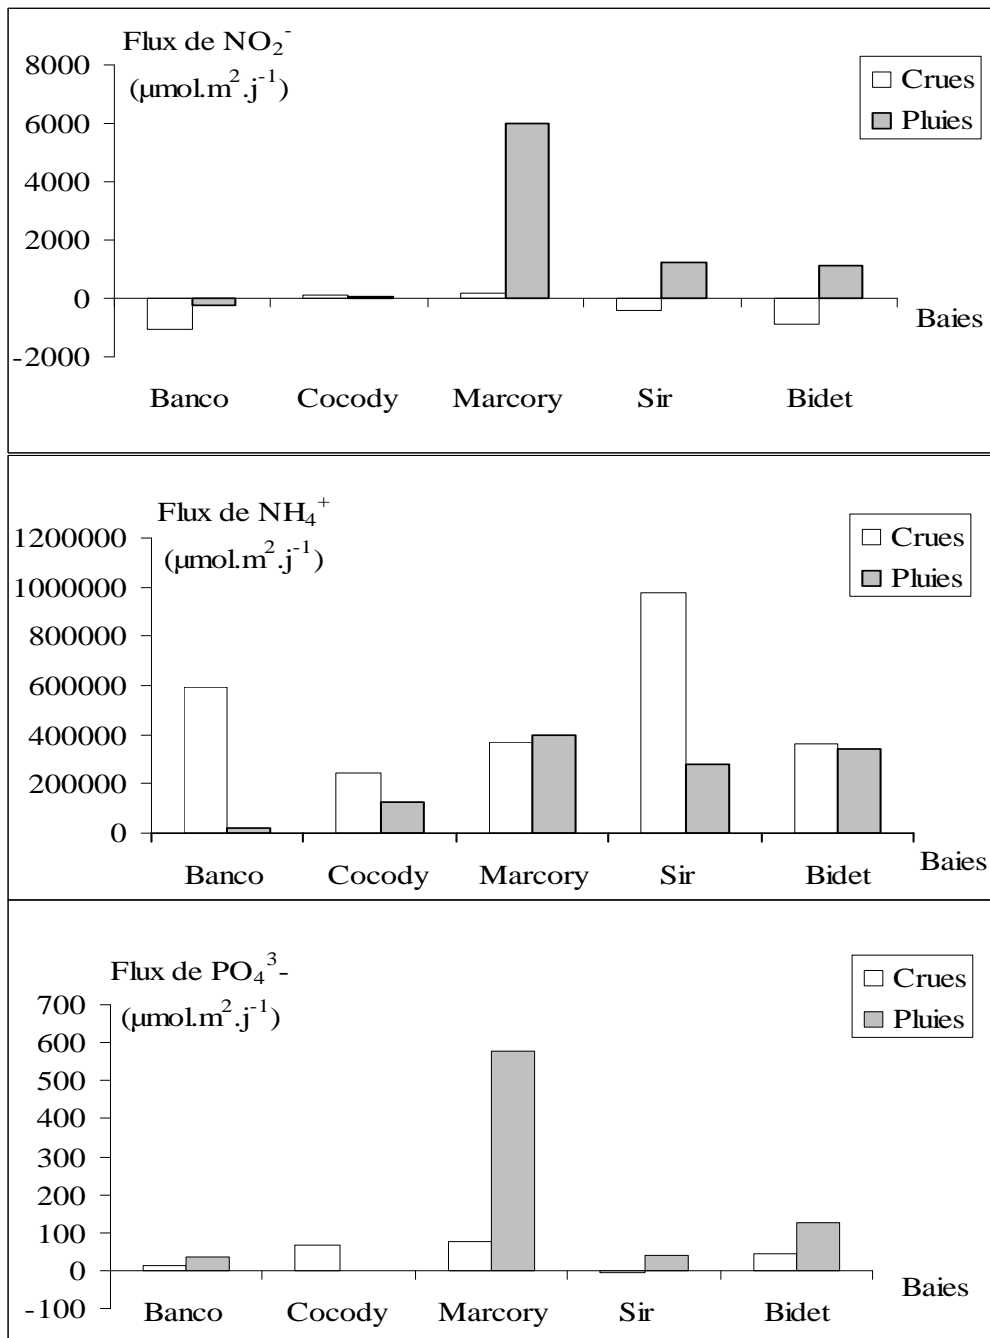 Flux de NO₂⁻
(µmol.m².j⁻¹)
8000
6000
4000
2000
0
-2000
Crues
Pluies
Baies
Banco Cocody Marcory Sir Bidet
Flux de NH₄⁺
(µmol.m².j⁻¹)
1200000
1000000
800000
600000
400000
200000
0
Crues
Pluies
Baies
Banco Cocody Marcory Sir Bidet
Flux de PO₄³-
(µmol.m².j⁻¹)
700
600
500
400
300
200
100
0
-100
Crues
Pluies
Baies
Banco Cocody Marcory Sir Bidet